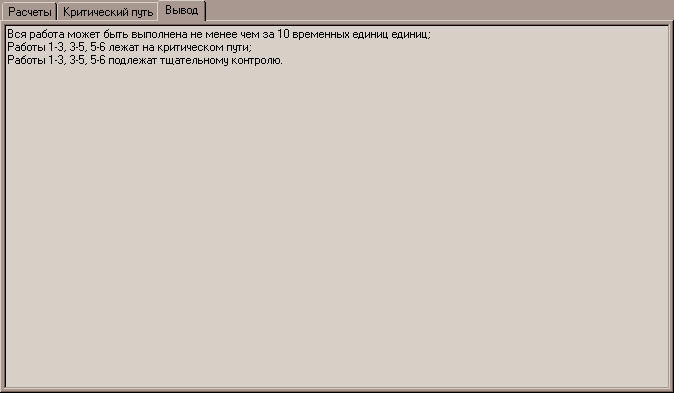 Расчеты Критический путь Вывод
Вся работа может быть выполнена не менее чем за 10 временных единиц единиц;
Работы 1-3, 3-5, 5-6 лежат на критическом пути;
Работы 1-3, 3-5, 5-6 подлежат тщательному контролю.